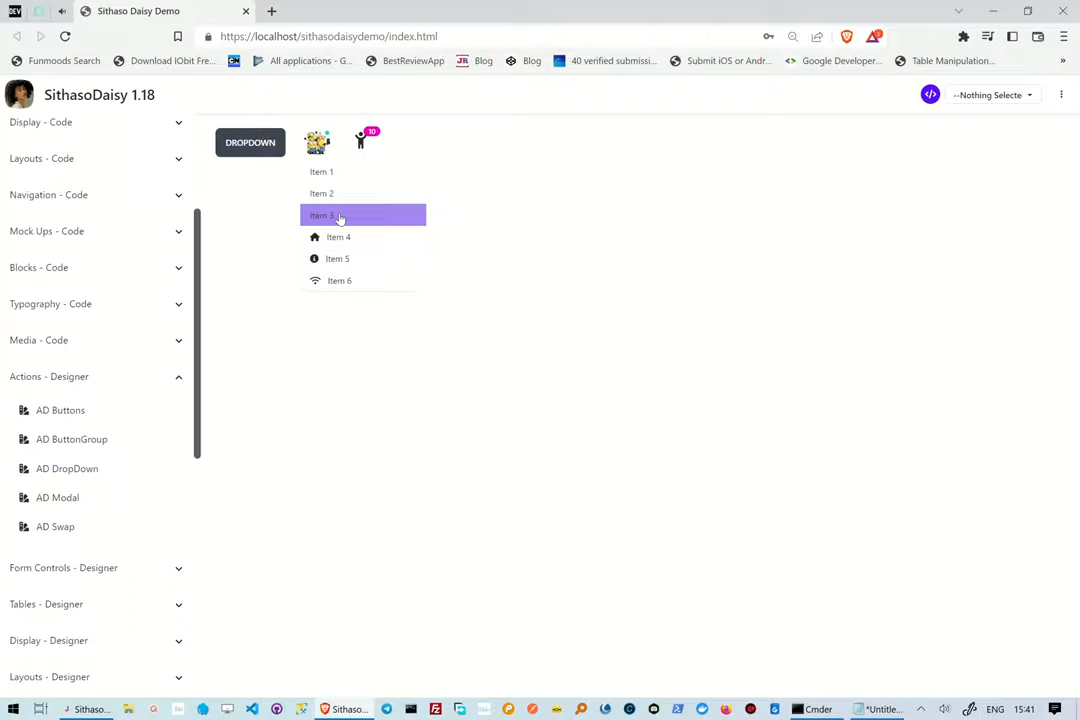 DEV
Sithaso Daisy Demo
https://localhost/sithasodaisydemo/index.html
Funmoods Search
Download IObit Fre...
All applications - G...
BestReviewApp
JR Blog
Blog
40 verified submissi...
Submit iOS or Andr...
Google Developer...
Table Manipulation...
»
SithasoDaisy 1.18
--Nothing Selecte
Display - Code
Layouts - Code
Navigation - Code
Mock Ups - Code
Blocks - Code
Typography - Code
Media - Code
Actions - Designer
AD Buttons
AD ButtonGroup
AD DropDown
AD Modal
AD Swap
Form Controls - Designer
Tables - Designer
Display - Designer
Layouts - Designer
DROPDOWN
10
Item 1
Item 2
Item 3
Item 4
Item 5
Item 6
Sithaso...
Sithaso...
Cmder
*Untitle...
ENG
15:41